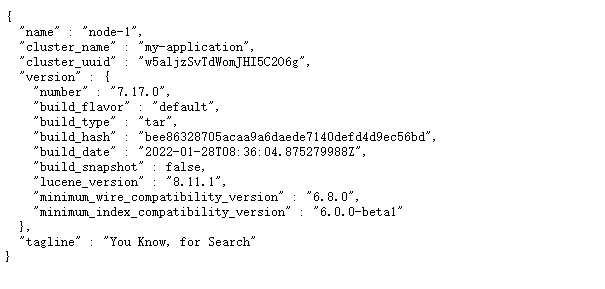 {
  "name" : "node-1",
  "cluster_name" : "my-application",
  "cluster_uuid" : "w5aljzSvTdWomJHI5C2O6g",
  "version" : {
    "number" : "7.17.0",
    "build_flavor" : "default",
    "build_type" : "tar",
    "build_hash" : "bee86328705acaa9a6daede7140defd4d9ec56bd",
    "build_date" : "2022-01-28T08:36:04.875279988Z",
    "build_snapshot" : false,
    "lucene_version" : "8.11.1",
    "minimum_wire_compatibility_version" : "6.8.0",
    "minimum_index_compatibility_version" : "6.0.0-beta1"
  },
  "tagline" : "You Know, for Search"
}